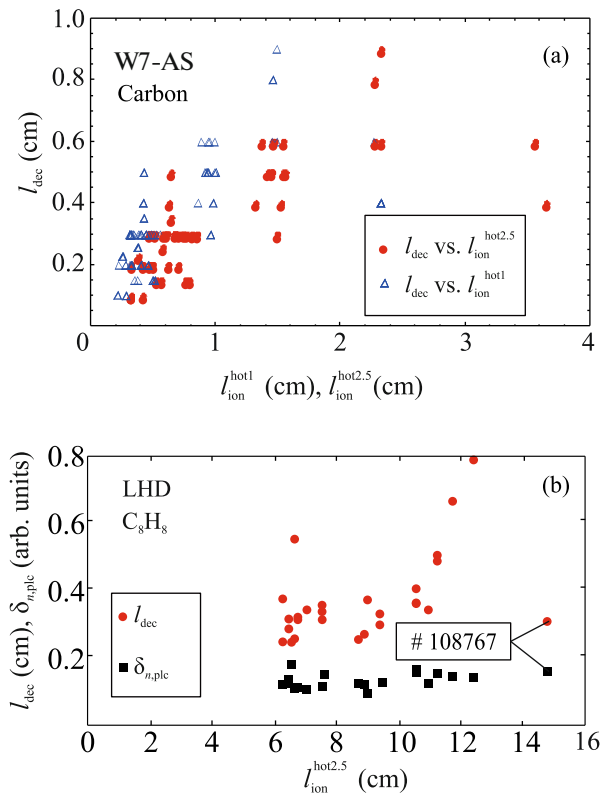 1.0
0.8
0.6
0.4
0.2
0
l_dec (cm)
W7-AS
Carbon
(a)
l_dec vs. l_ion^hot2.5
l_dec vs. l_ion^hot1
0 1 2 3 4
l_ion^hot1 (cm), l_ion^hot2.5(cm)
0.8
0.6
0.4
0.2
0
l_dec (cm), δ_n,plc (arb. units)
LHD
C₈H₈
(b)
l_dec
δ_n,plc
# 108767
0 2 4 6 8 10 12 14 16
l_ion^hot2.5 (cm)